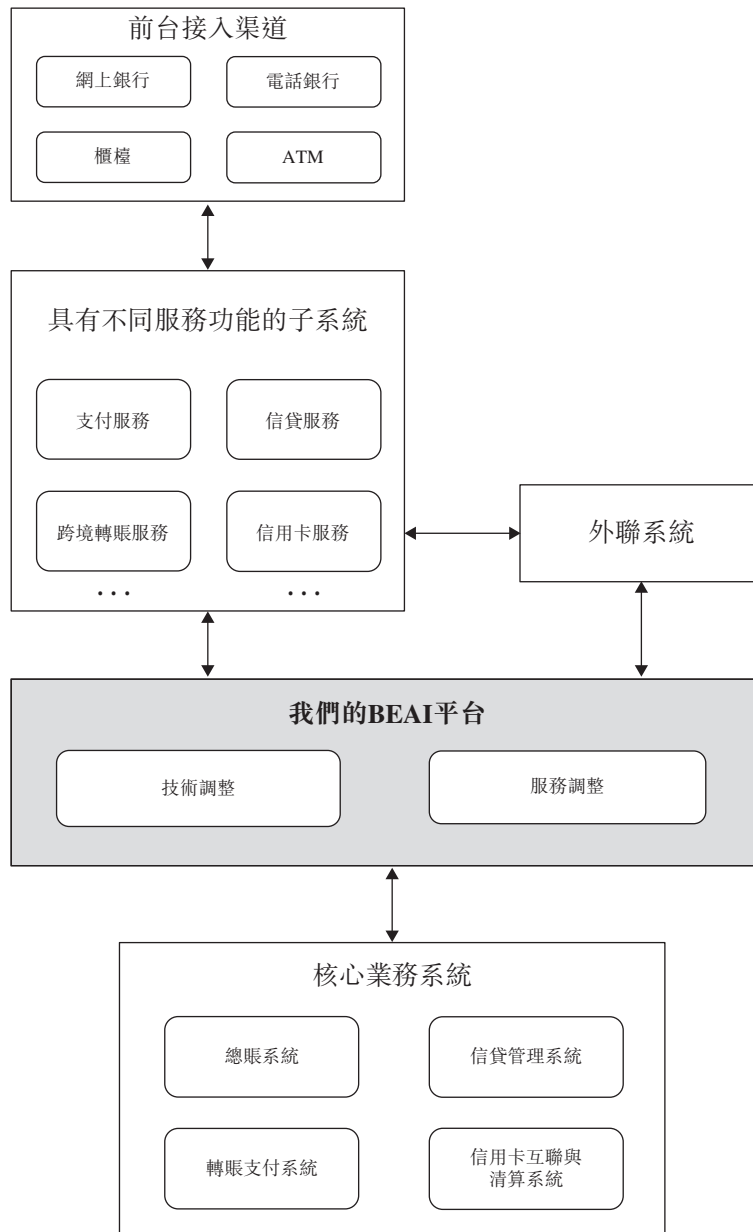 前台接入渠道
網上銀行
電話銀行
櫃檯
ATM
具有不同服務功能的子系統
支付服務
信貸服務
跨境轉賬服務
信用卡服務
...
...
外聯系統
我們的BEAI平台
技術調整
服務調整
核心業務系統
總賬系統
信貸管理系統
轉賬支付系統
信用卡互聯與
清算系統